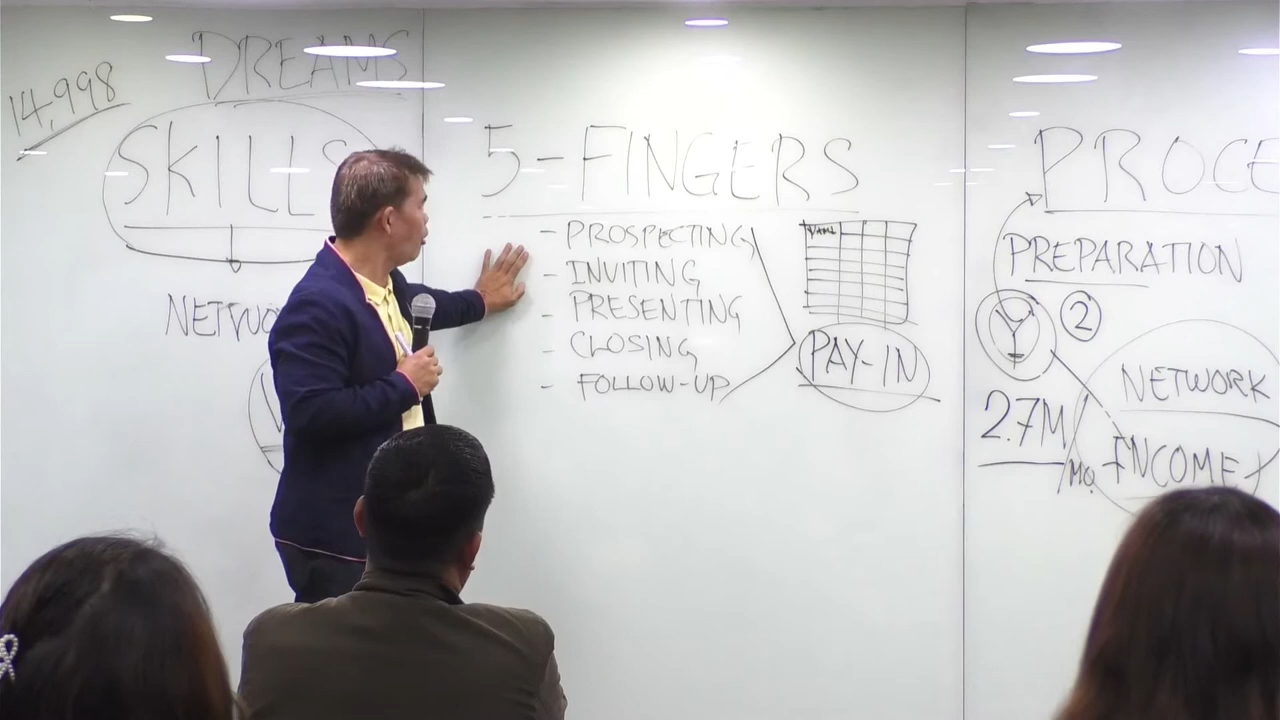 DREAMS
14,998
SKILLS
5-FINGERS
- PROSPECTING
- INVITING
- PRESENTING
- CLOSING
- FOLLOW-UP
PAY-IN
PROCE
PREPARATION
Y
2
NETWORK
INCOME
2.7M/MO.